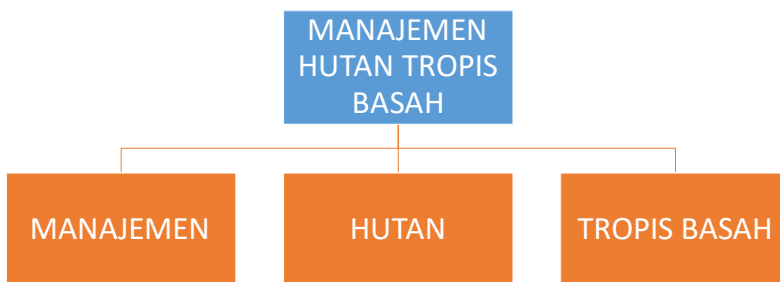 MANAJEMEN
HUTAN TROPIS
BASAH
MANAJEMEN
HUTAN
TROPIS BASAH